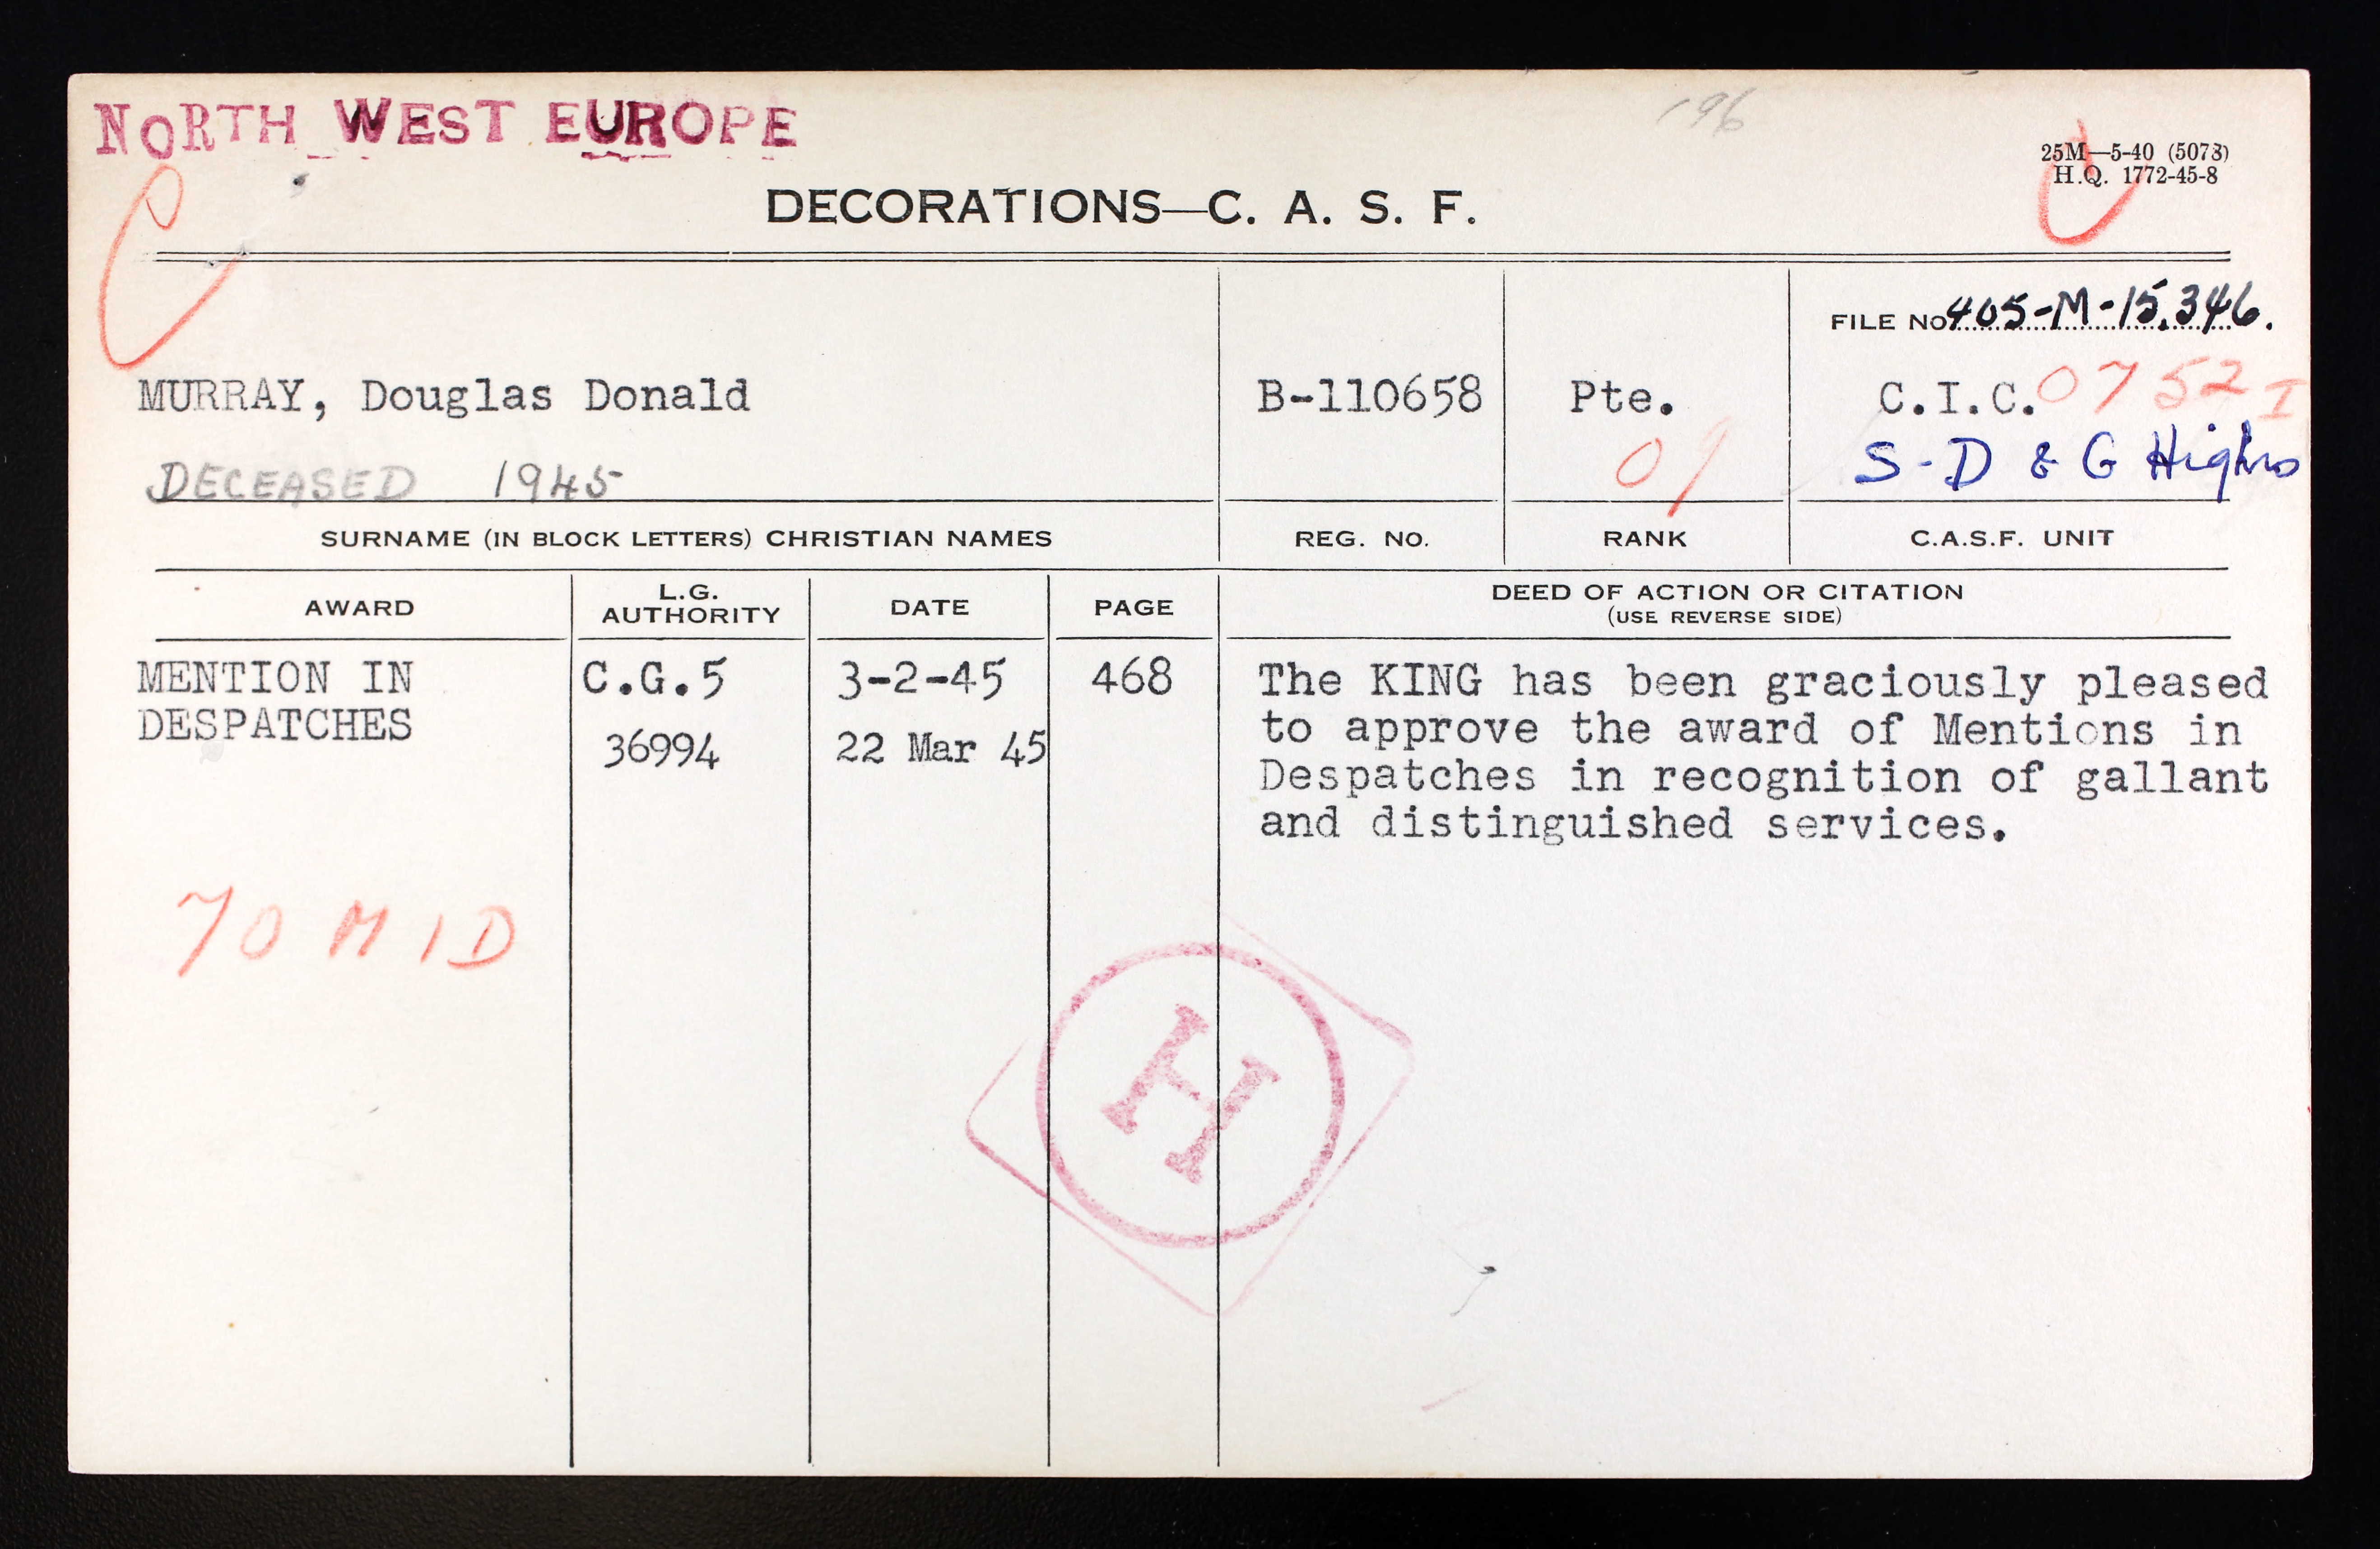 NORTH WEST EUROPE
196
25M—5-40 (5073)
H.Q. 1772-45-8
C
C
DECORATIONS—C. A. S. F.
FILE No 405-M-15,346.
MURRAY, Douglas Donald
B-110658
Pte.
C.I.C. 0752 I
DECEASED 1945
09
S-D & G Highrs
SURNAME (IN BLOCK LETTERS) CHRISTIAN NAMES
REG. NO.
RANK
C.A.S.F. UNIT
AWARD
L.G.
AUTHORITY
DATE
PAGE
DEED OF ACTION OR CITATION
(USE REVERSE SIDE)
MENTION IN
DESPATCHES
C.G.5
3-2-45
468
36994
22 Mar 45
The KING has been graciously pleased
to approve the award of Mentions in
Despatches in recognition of gallant
and distinguished services.
70 MID
H